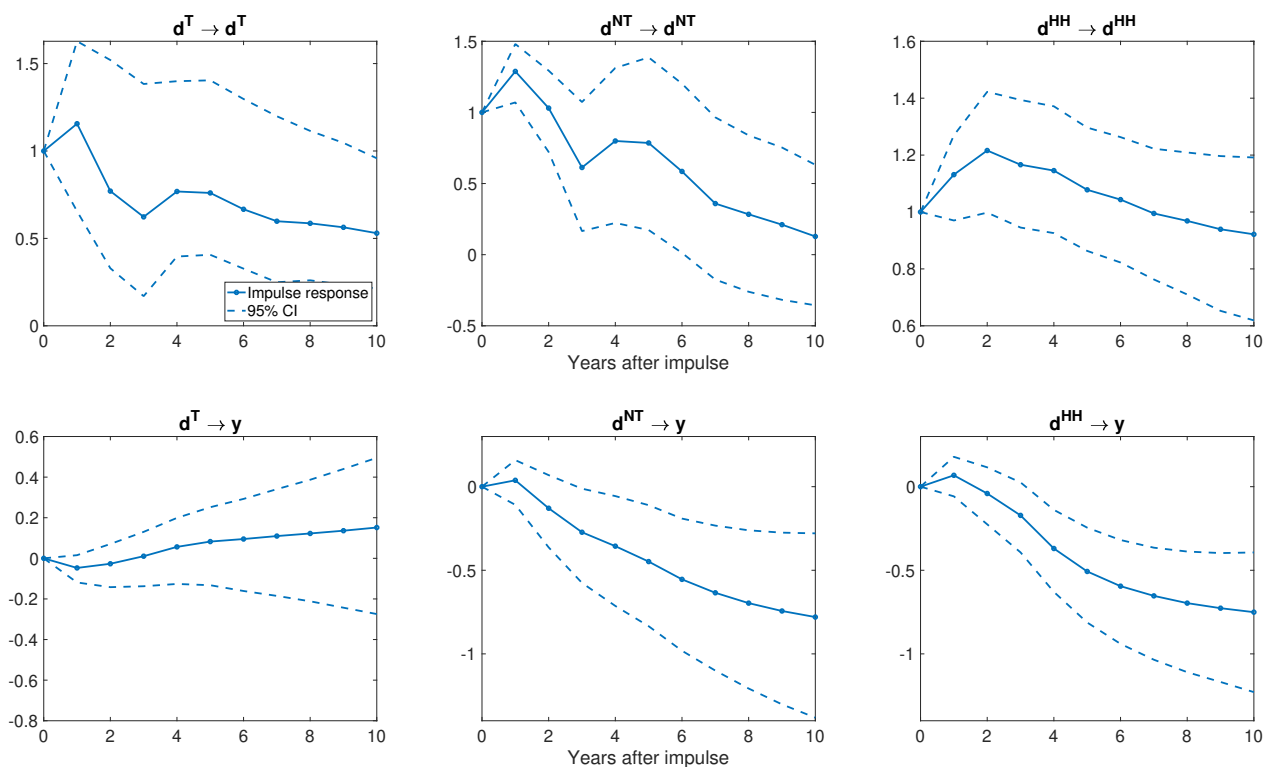 d^T → d^T
1.5
1
0.5
0
0 2 4 6 8 10
Impulse response
95% CI
d^NT → d^NT
1.5
1
0.5
0
-0.5
0 2 4 6 8 10
Years after impulse
d^HH → d^HH
1.6
1.4
1.2
1
0.8
0.6
0 2 4 6 8 10
d^T → y
0.6
0.4
0.2
0
-0.2
-0.4
-0.6
-0.8
0 2 4 6 8 10
d^NT → y
0
-0.5
-1
0 2 4 6 8 10
Years after impulse
d^HH → y
0
-0.5
-1
0 2 4 6 8 10